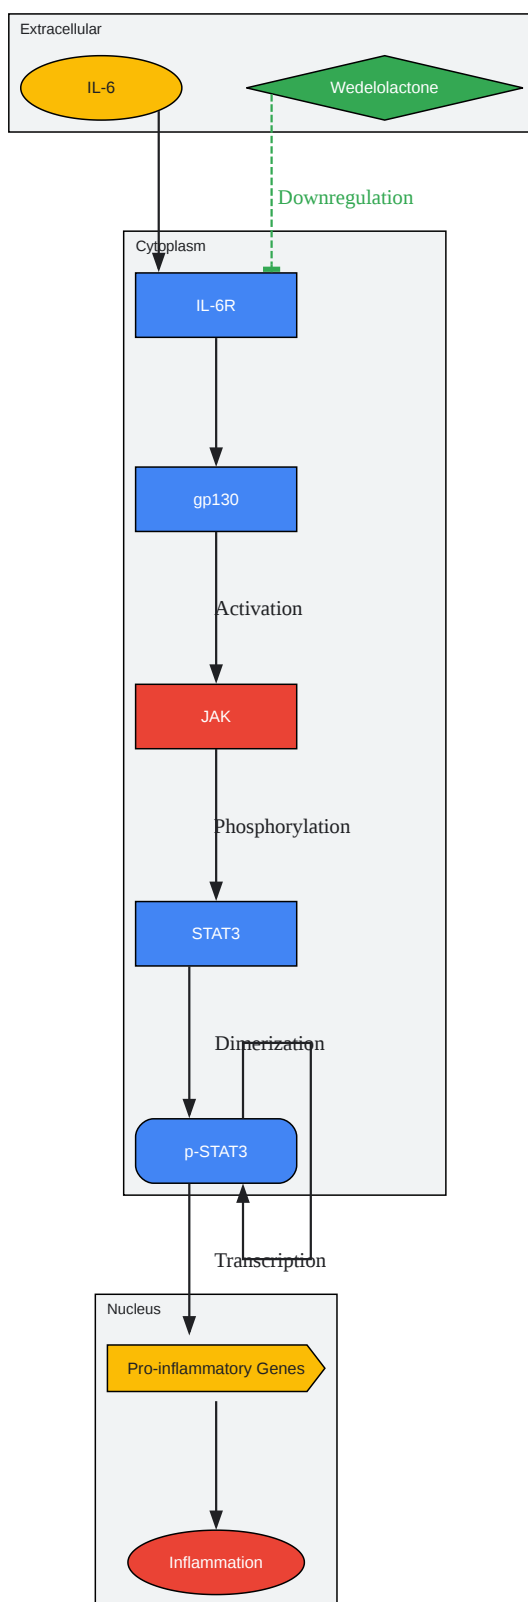 Extracellular
IL-6
Wedelolactone
Downregulation
Cytoplasm
IL-6R
gp130
Activation
JAK
Phosphorylation
STAT3
Dimerization
p-STAT3
Transcription
Nucleus
Pro-inflammatory Genes
Inflammation